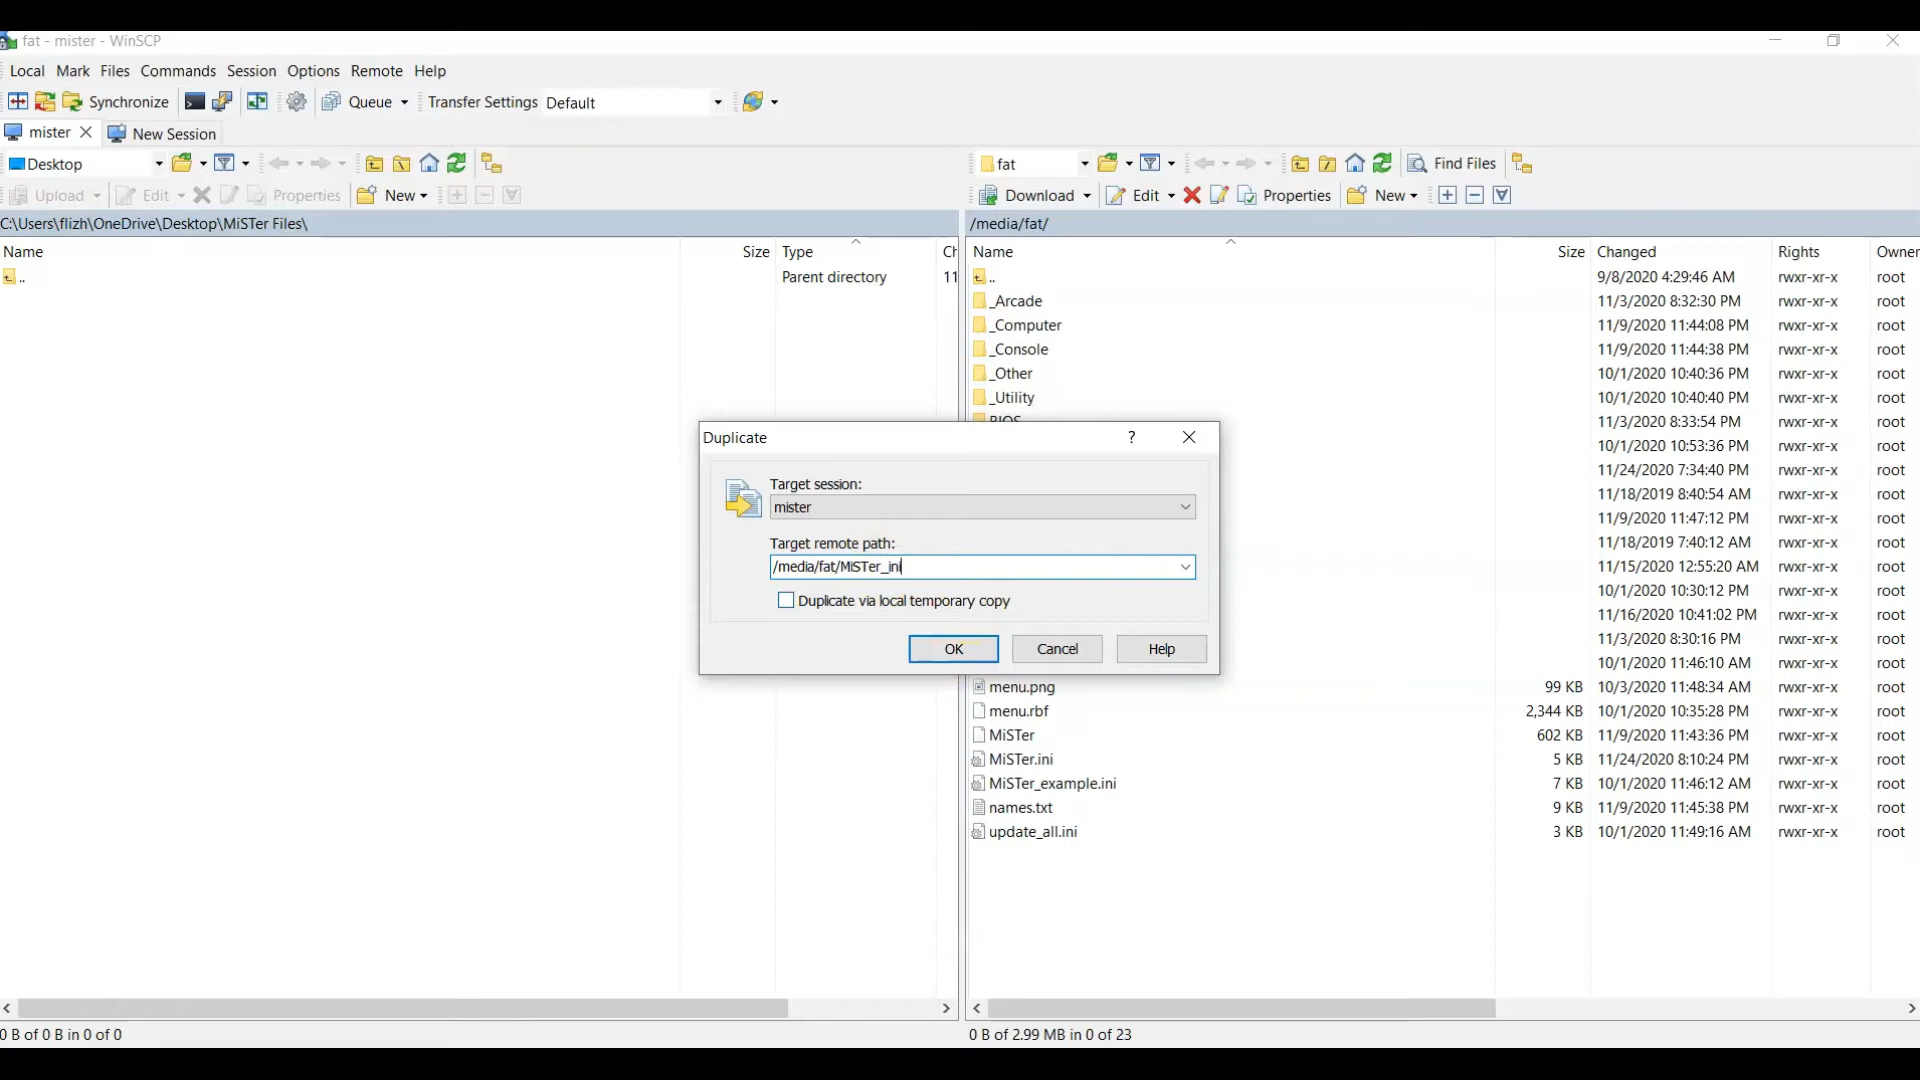 fat - mister - WinSCP
Local Mark Files Commands Session Options Remote Help
Synchronize Queue Transfer Settings Default
mister New Session
Desktop
fat Find Files
Upload Edit Properties New
Download Edit Properties New
C:\Users\flizh\OneDrive\Desktop\MiSTer Files\
/media/fat/
Name Size Type Ch
.. Parent directory 11
Name Size Changed Rights Owner
.. 9/8/2020 4:29:46 AM rwxr-xr-x root
_Arcade 11/3/2020 8:32:30 PM rwxr-xr-x root
_Computer 11/9/2020 11:44:08 PM rwxr-xr-x root
_Console 11/9/2020 11:44:38 PM rwxr-xr-x root
_Other 10/1/2020 10:40:36 PM rwxr-xr-x root
_Utility 10/1/2020 10:40:40 PM rwxr-xr-x root
BIOS 11/3/2020 8:33:54 PM rwxr-xr-x root
10/1/2020 10:53:36 PM rwxr-xr-x root
11/24/2020 7:34:40 PM rwxr-xr-x root
11/18/2019 8:40:54 AM rwxr-xr-x root
11/9/2020 11:47:12 PM rwxr-xr-x root
11/18/2019 7:40:12 AM rwxr-xr-x root
11/15/2020 12:55:20 AM rwxr-xr-x root
10/1/2020 10:30:12 PM rwxr-xr-x root
11/16/2020 10:41:02 PM rwxr-xr-x root
11/3/2020 8:30:16 PM rwxr-xr-x root
10/1/2020 11:46:10 AM rwxr-xr-x root
menu.png 99 KB 10/3/2020 11:48:34 AM rwxr-xr-x root
menu.rbf 2,344 KB 10/1/2020 10:35:28 PM rwxr-xr-x root
MiSTer 602 KB 11/9/2020 11:43:36 PM rwxr-xr-x root
MiSTer.ini 5 KB 11/24/2020 8:10:24 PM rwxr-xr-x root
MiSTer_example.ini 7 KB 10/1/2020 11:46:12 AM rwxr-xr-x root
names.txt 9 KB 11/9/2020 11:45:38 PM rwxr-xr-x root
update_all.ini 3 KB 10/1/2020 11:49:16 AM rwxr-xr-x root
Duplicate ?
Target session:
mister
Target remote path:
/media/fat/MiSTer_ini
Duplicate via local temporary copy
OK Cancel Help
0 B of 0 B in 0 of 0
0 B of 2.99 MB in 0 of 23